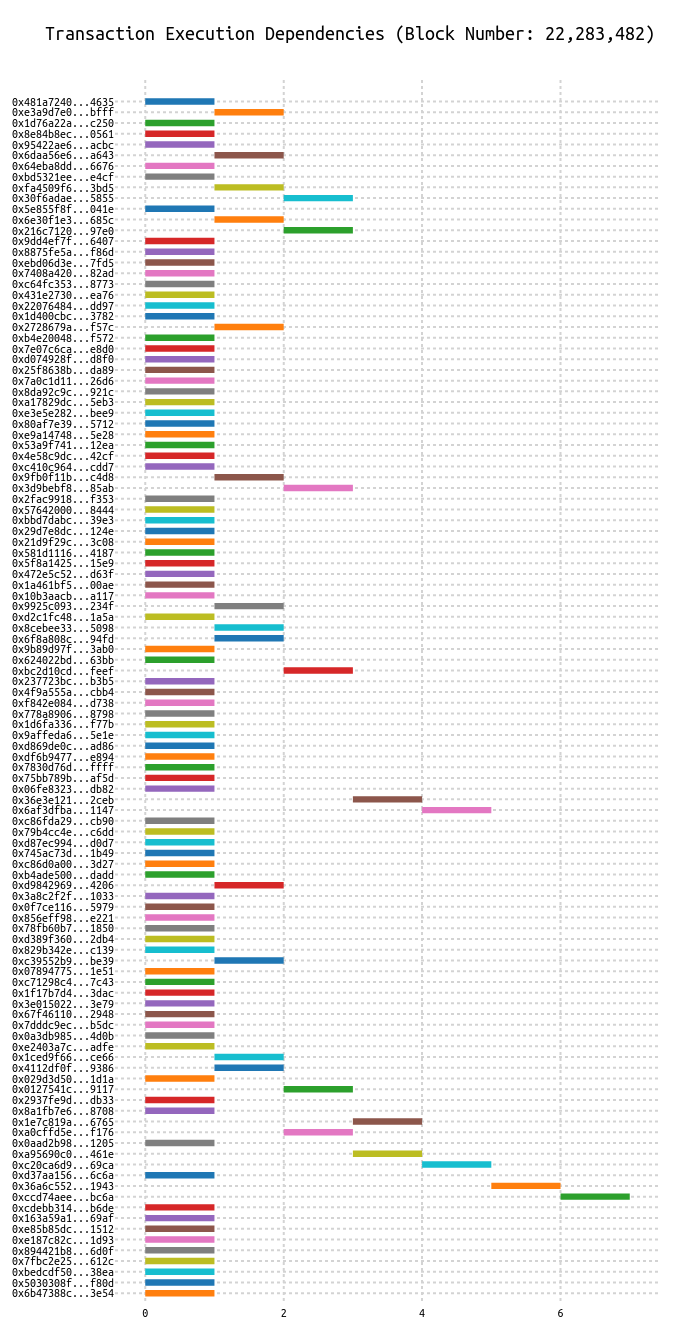 Transaction Execution Dependencies (Block Number: 22,283,482)
0x481a7240...4635
0xe3a9d7e0...bfff
0x1d76a22a...c250
0x8e84b8ec...0561
0x95422ae6...acbc
0x6daa56e6...a643
0x64eba8dd...6676
0xbd5321ee...e4cf
0xfa4509f6...3bd5
0x30f6adae...5855
0x5e855f8f...041e
0x6e30f1e3...685c
0x216c7120...97e0
0x9dd4ef7f...6407
0x8875fe5a...f86d
0xebd06d3e...7fd5
0x7408a420...82ad
0xc64fc353...8773
0x431e2730...ea76
0x22076484...dd97
0x1d400cbc...3782
0x2728679a...f57c
0xb4e20048...f572
0x7e07c6ca...e8d0
0xd074928f...d8f0
0x25f8638b...da89
0x7a0c1d11...26d6
0x8da92c9c...921c
0xa17829dc...5eb3
0xe3e5e282...bee9
0x80af7e39...5712
0xe9a14748...5e28
0x53a9f741...12ea
0x4e58c9dc...42cf
0xc410c964...cdd7
0x9fb0f11b...c4d8
0x3d9bebf8...85ab
0x2fac9918...f353
0x57642000...8444
0xbbd7dabc...39e3
0x29d7e8dc...124e
0x21d9f29c...3c08
0x581d1116...4187
0x5f8a1425...15e9
0x472e5c52...d63f
0x1a461bf5...00ae
0x10b3aacb...a117
0x9925c093...234f
0xd2c1fc48...1a5a
0x8cebee33...5098
0x6f8a808c...94fd
0x9b89d97f...3ab0
0x624022bd...63bb
0xbc2d10cd...feef
0x237723bc...b3b5
0x4f9a555a...cbb4
0xf842e084...d738
0x778a8906...8798
0x1d6fa336...f77b
0x9affeda6...5e1e
0xd869de0c...ad86
0xdf6b9477...e894
0x7830d76d...ffff
0x75bb789b...af5d
0x06fe8323...db82
0x36e3e121...2ceb
0x6af3dfba...1147
0xc86fda29...cb90
0x79b4cc4e...c6dd
0xd87ec994...d0d7
0x745ac73d...1b49
0xc86d0a00...3d27
0xb4ade500...dadd
0xd9842969...4206
0x3a8c2f2f...1033
0x0f7ce116...5979
0x856eff98...e221
0x78fb60b7...1850
0xd389f360...2db4
0x829b342e...c139
0xc39552b9...be39
0x07894775...1e51
0xc71298c4...7c43
0x1f17b7d4...3dac
0x3e015022...3e79
0x67f46110...2948
0x7dddc9ec...b5dc
0x0a3db985...4d0b
0xe2403a7c...adfe
0x1ced9f66...ce66
0x4112df0f...9386
0x029d3d50...1d1a
0x0127541c...9117
0x2937fe9d...db33
0x8a1fb7e6...8708
0x1e7c819a...6765
0xa0cffd5e...f176
0x0aad2b98...1205
0xa95690c0...461e
0xc20ca6d9...69ca
0xd37aa156...6c6a
0x36a6c552...1943
0xccd74aee...bc6a
0xcdebb314...b6de
0x163a59a1...69af
0xe85b85dc...1512
0xe187c82c...1d93
0x894421b8...6d0f
0x7fbc2e25...612c
0xbedcdf50...38ea
0x5030308f...f80d
0x6b47388c...3e54
0 2 4 6